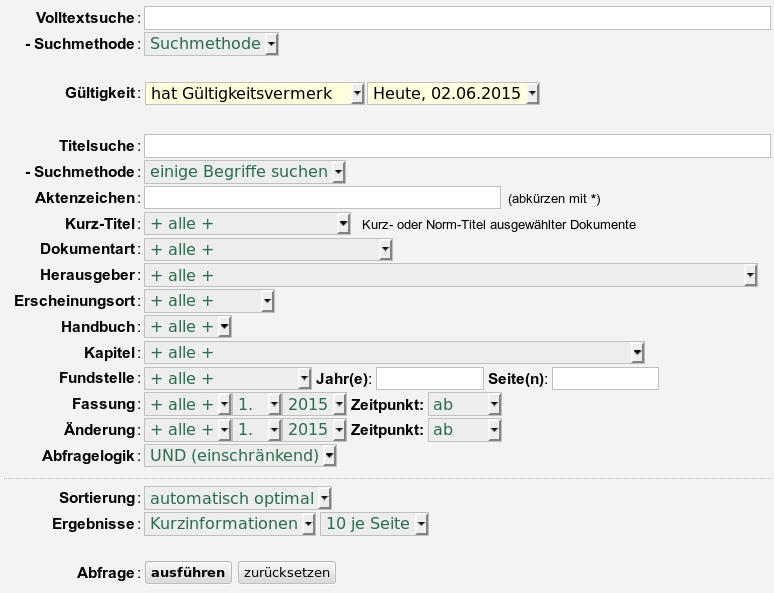 Volltextsuche:
- Suchmethode: Suchmethode
Gültigkeit: hat Gültigkeitsvermerk Heute, 02.06.2015
Titelsuche:
- Suchmethode: einige Begriffe suchen
Aktenzeichen: (abkürzen mit *)
Kurz-Titel: + alle + Kurz- oder Norm-Titel ausgewählter Dokumente
Dokumentart: + alle +
Herausgeber: + alle +
Erscheinungsort: + alle +
Handbuch: + alle +
Kapitel: + alle +
Fundstelle: + alle + Jahr(e): Seite(n):
Fassung: + alle + 1. 2015 Zeitpunkt: ab
Änderung: + alle + 1. 2015 Zeitpunkt: ab
Abfragelogik: UND (einschränkend)
Sortierung: automatisch optimal
Ergebnisse: Kurzinformationen 10 je Seite
Abfrage: ausführen zurücksetzen